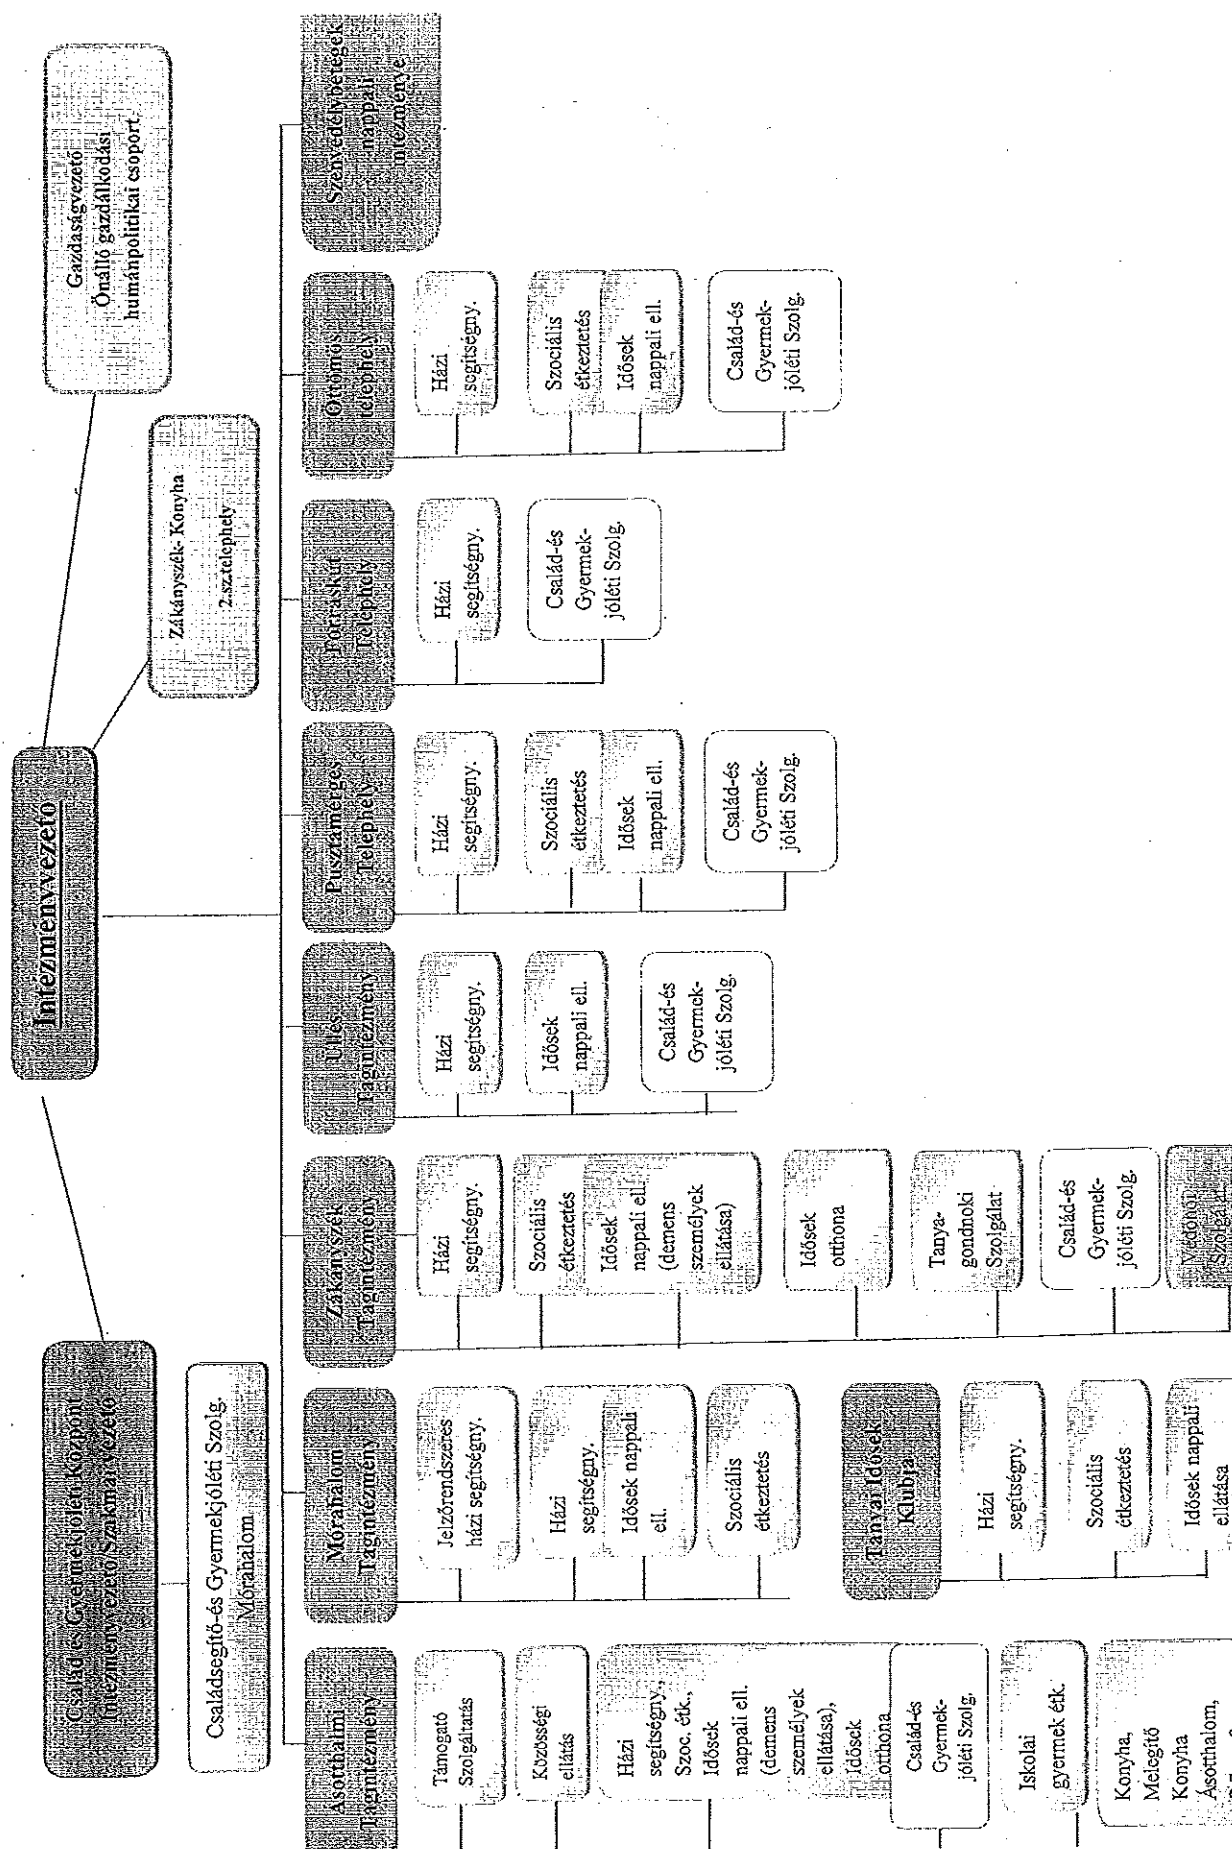 Intézményvezető
Gazdaságvezető
Önálló gazdálkodási
humánpolitikai csoport.
Zákányszék- Konyha
2.sz.telephely
Család és Gyermekjóléti Központ
Intézményvezető/Szakmai vezető
Családsegítő-és Gyermekjóléti Szolg.
Mórahalom
Ásotthalmi
Tagintézmény
Támogató
Szolgáltatás
Közösségi
ellátás
Házi
segítségny.,
Szoc. étk.,
Idősek
nappali ell.
(demens
személyek
ellátása),
Idősek
otthona
Család-és
Gyermek-
jóléti Szolg.
Iskolai
gyermek étk.
Konyha,
Melegítő
Konyha
Ásotthalom,
Mórahalom
Tagintézmény
Jelzőrendszeres
házi segítségny.
Házi
segítségny.
Idősek nappali
ell.
Szociális
étkeztetés
Tanyai Idősek
Klubja
Házi
segítségny.
Szociális
étkeztetés
Idősek nappali
ellátása
Zákányszék
Tagintézmény
Házi
segítségny.
Szociális
étkeztetés
Idősek
nappali ell
(demens
személyek
ellátása)
Idősek
otthona
Tanya-
gondnoki
Szolgálat
Család-és
Gyermek-
jóléti Szolg.
Védőnői
Szolgálat
Üllés
Tagintézmény
Házi
segítségny.
Idősek
nappali ell.
Család-és
Gyermek-
jóléti Szolg.
Pusztamérges
Telephely
Házi
segítségny.
Szociális
étkeztetés
Idősek
nappali ell.
Család-és
Gyermek-
jóléti Szolg.
Forráskút
Telephely
Házi
segítségny.
Család-és
Gyermek-
jóléti Szolg.
Öttömös
telephely
Házi
segítségny.
Szociális
étkeztetés
Idősek
nappali ell.
Család-és
Gyermek-
jóléti Szolg.
Szenvedélybetegek
nappali
intézménye